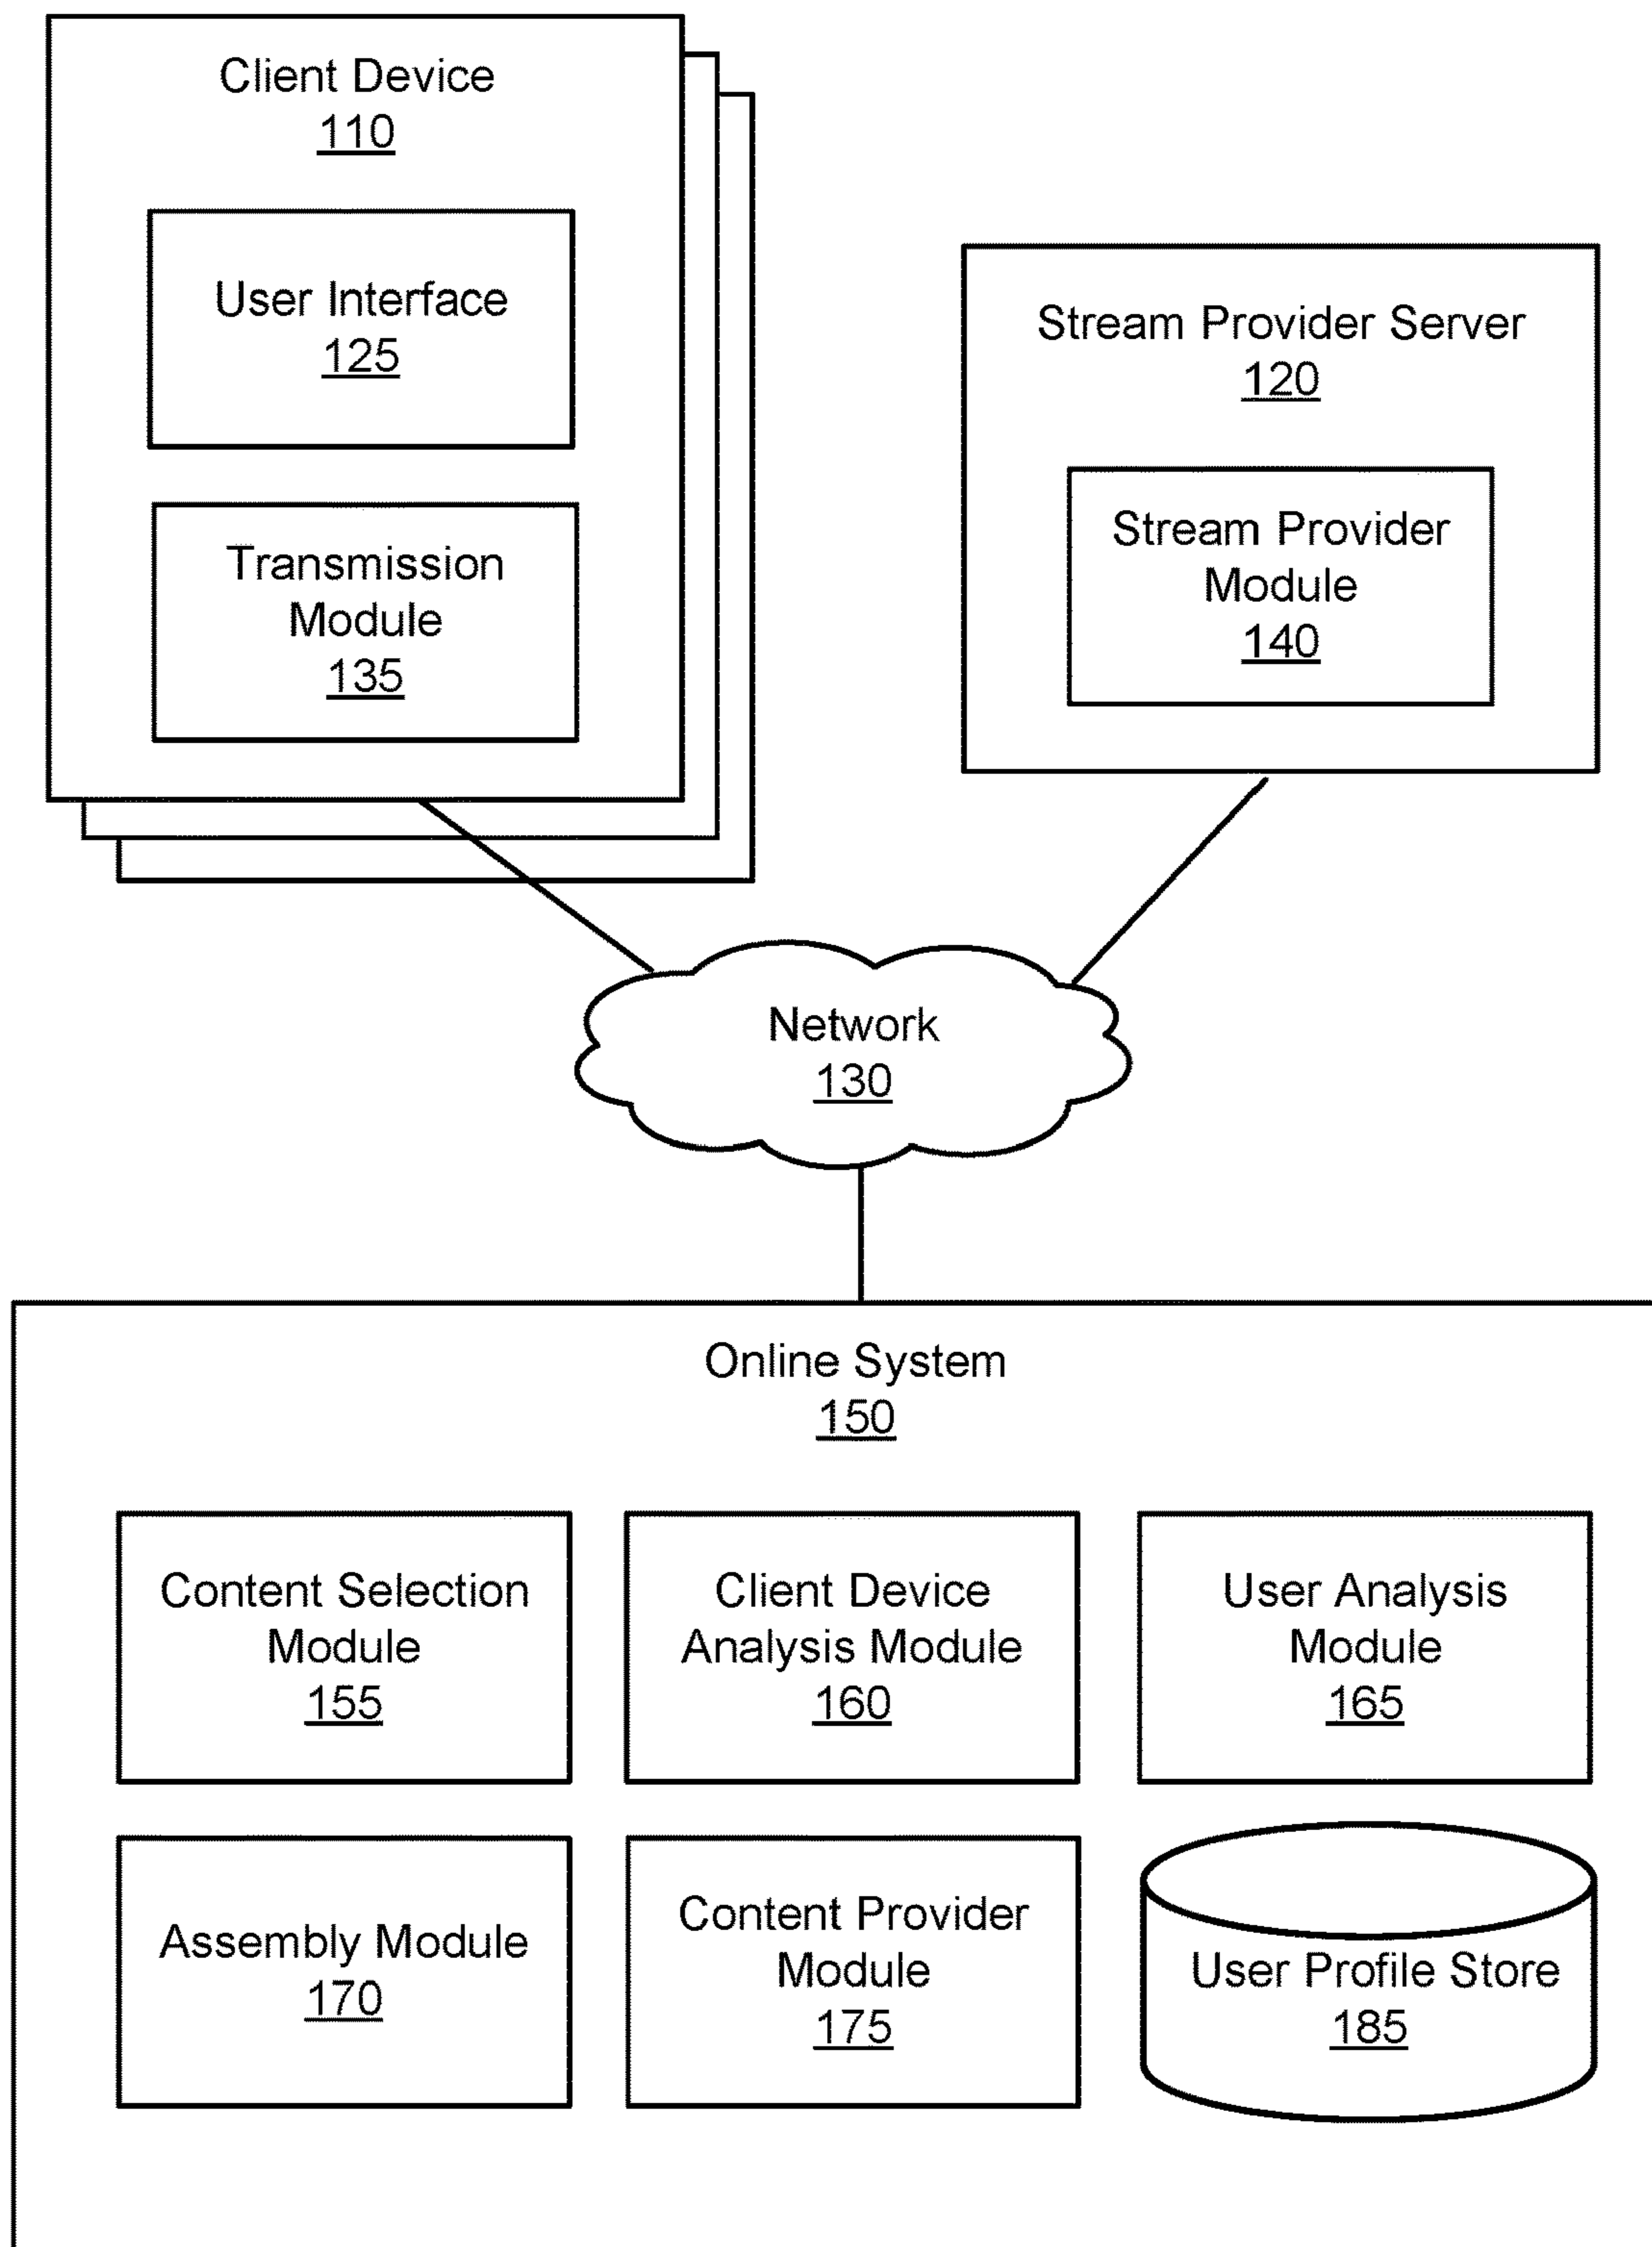 Client Device
110
User Interface
125
Transmission
Module
135
Stream Provider Server
120
Stream Provider
Module
140
Network
130
Online System
150
Content Selection
Module
155
Client Device
Analysis Module
160
User Analysis
Module
165
Assembly Module
170
Content Provider
Module
175
User Profile Store
185